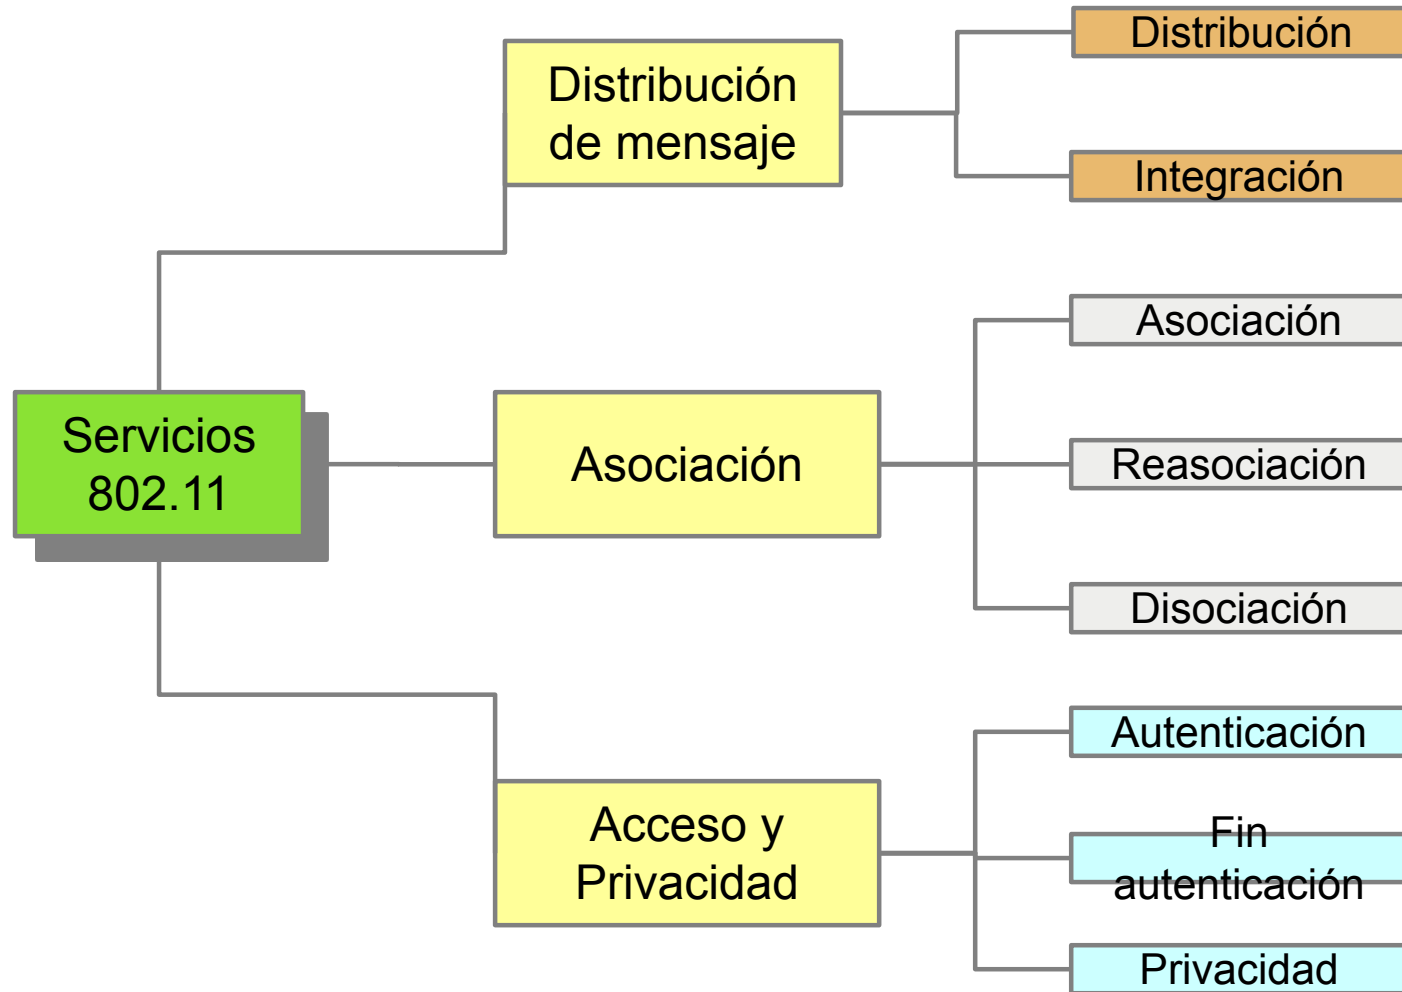 Distribución
Distribución
de mensaje
Integración
Asociación
Servicios
802.11
Asociación
Reasociación
Disociación
Autenticación
Acceso y
Privacidad
Fin
autenticación
Privacidad